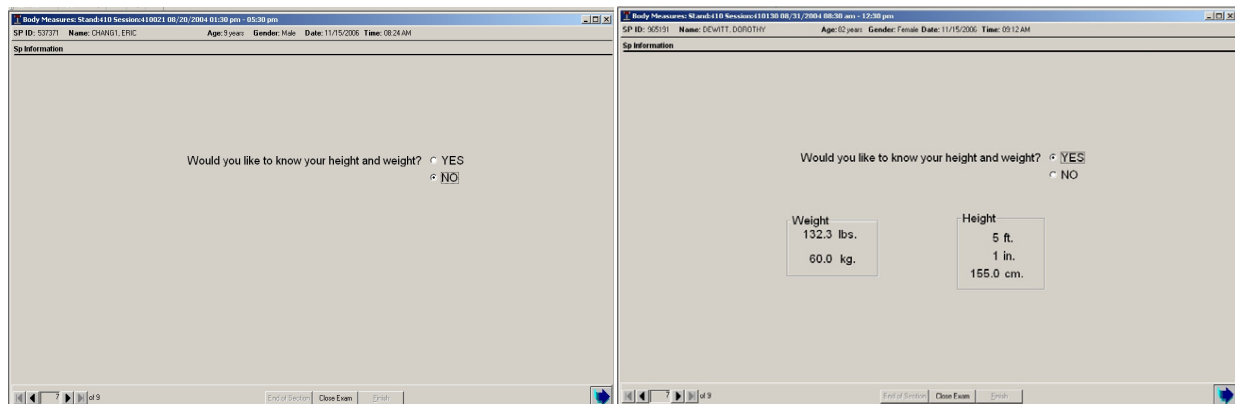 Body Measures: Stand:410 Session:410021 08/20/2004 01:30 pm - 05:30 pm
SP ID: 537371 Name: CHANG1, ERIC Age: 9 years Gender: Male Date: 11/15/2006 Time: 08:24 AM
Sp Information
Would you like to know your height and weight? YES
NO
7 of 9 End of Section Close Exam Finish
Body Measures: Stand:410 Session:410130 08/31/2004 08:30 am - 12:30 pm
SP ID: 965191 Name: DEWITT, DOROTHY Age: 82 years Gender: Female Date: 11/15/2006 Time: 09:12 AM
Sp Information
Would you like to know your height and weight? YES
NO
Weight Height
132.3 lbs. 5 ft.
60.0 kg. 1 in.
155.0 cm.
7 of 9 End of Section Close Exam Finish